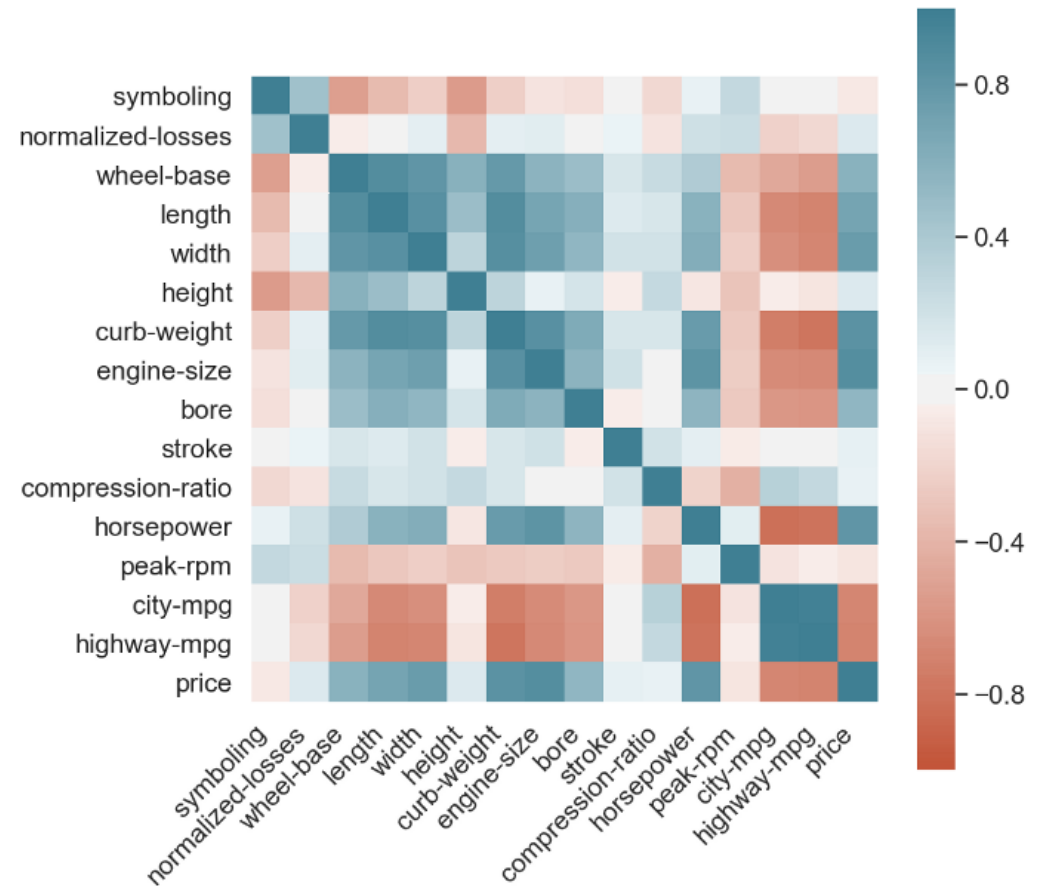 symboling
normalized-losses
wheel-base
length
width
height
curb-weight
engine-size
bore
stroke
compression-ratio
horsepower
peak-rpm
city-mpg
highway-mpg
price
symboling
normalized-losses
wheel-base
length
width
height
curb-weight
engine-size
bore
stroke
compression-ratio
horsepower
peak-rpm
city-mpg
highway-mpg
price
0.8
0.4
0.0
−0.4
−0.8